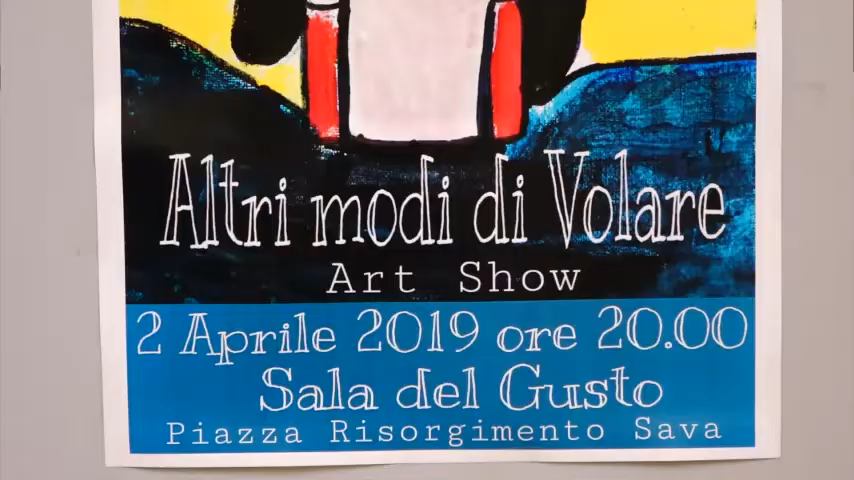 Altri modi di Volare
Art Show
2 Aprile 2019 ore 20.00
Sala del Gusto
Piazza Risorgimento Sava